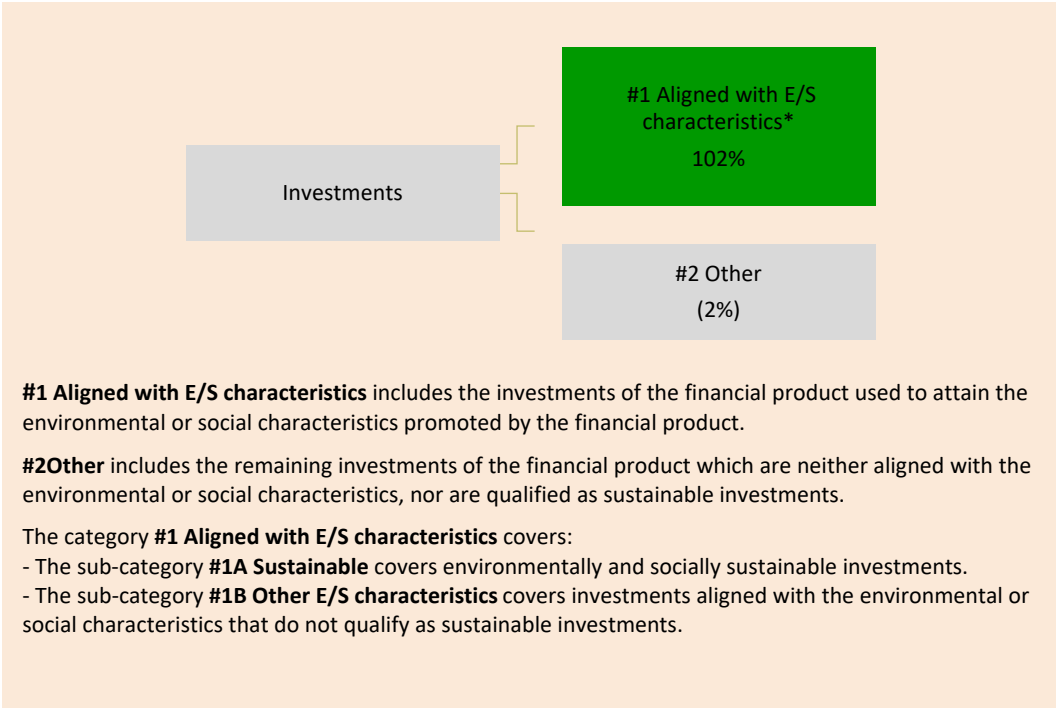 #1 Aligned with E/S
characteristics*
102%
Investments
#2 Other
(2%)
#1 Aligned with E/S characteristics includes the investments of the financial product used to attain the
environmental or social characteristics promoted by the financial product.
#2Other includes the remaining investments of the financial product which are neither aligned with the
environmental or social characteristics, nor are qualified as sustainable investments.
The category #1 Aligned with E/S characteristics covers:
- The sub-category #1A Sustainable covers environmentally and socially sustainable investments.
- The sub-category #1B Other E/S characteristics covers investments aligned with the environmental or
social characteristics that do not qualify as sustainable investments.